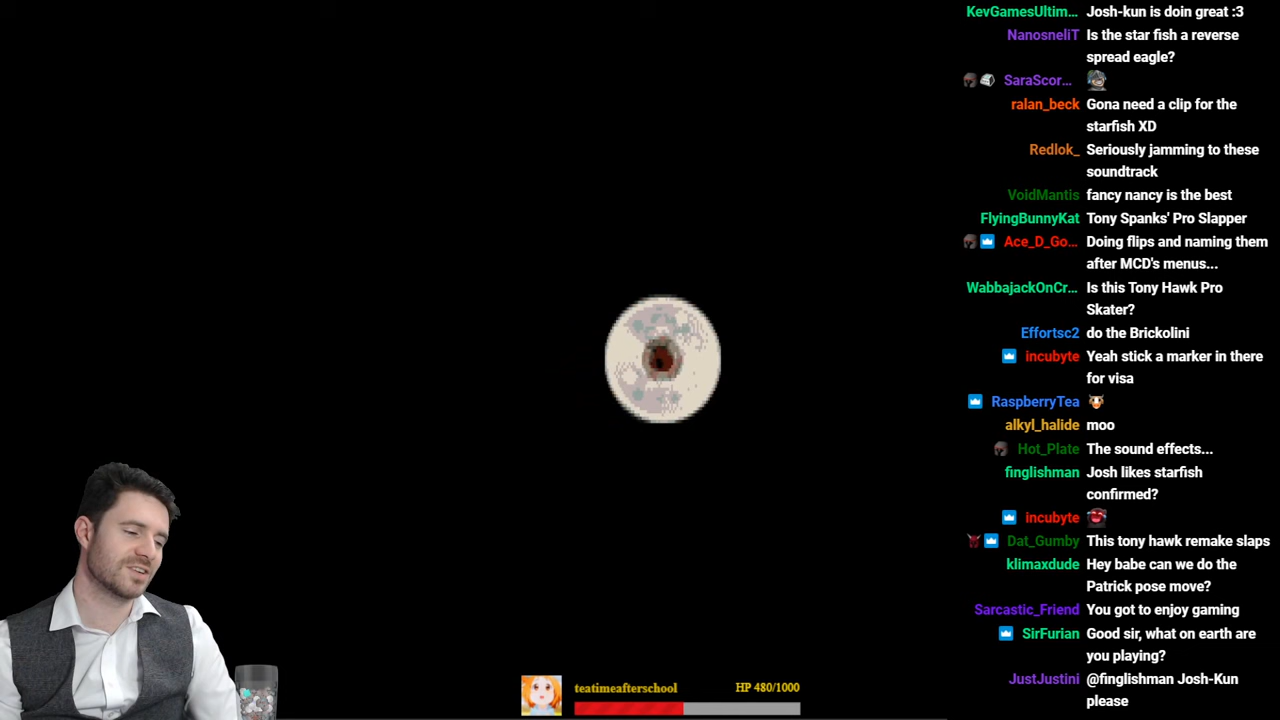 KevGamesUltim... Josh-kun is doin great :3
NanosneliT Is the star fish a reverse
spread eagle?
SaraScor...
ralan_beck Gona need a clip for the
starfish XD
Redlok_ Seriously jamming to these
soundtrack
VoidMantis fancy nancy is the best
FlyingBunnyKat Tony Spanks' Pro Slapper
Ace_D_Go... Doing flips and naming them
after MCD's menus...
WabbajackOnCr... Is this Tony Hawk Pro
Skater?
Effortsc2 do the Brickolini
incubyte Yeah stick a marker in there
for visa
RaspberryTea
alkyl_halide moo
Hot_Plate The sound effects...
finglishman Josh likes starfish
confirmed?
incubyte
Dat_Gumby This tony hawk remake slaps
klimaxdude Hey babe can we do the
Patrick pose move?
Sarcastic_Friend You got to enjoy gaming
SirFurian Good sir, what on earth are
you playing?
JustJustini @finglishman Josh-Kun
please
teatimeafterschool HP 480/1000